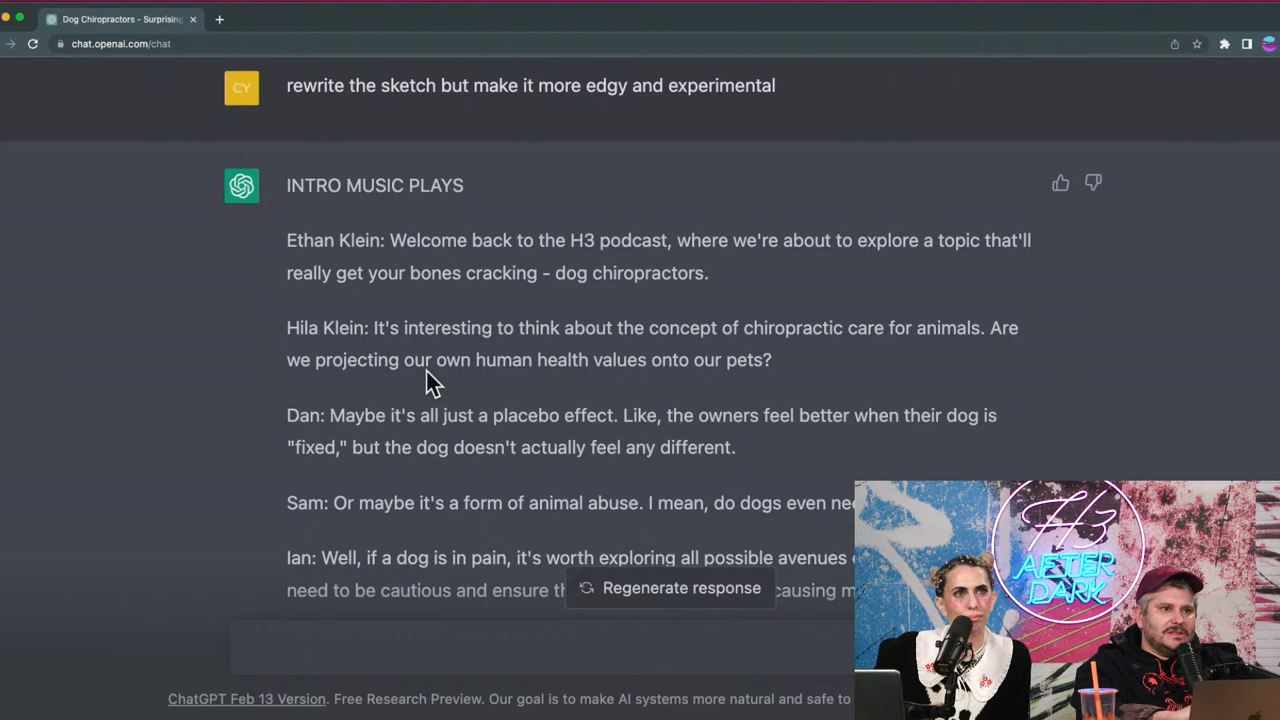 Dog Chiropractors - Surprising
chat.openai.com/chat
CY
rewrite the sketch but make it more edgy and experimental
INTRO MUSIC PLAYS
Ethan Klein: Welcome back to the H3 podcast, where we're about to explore a topic that'll
really get your bones cracking - dog chiropractors.
Hila Klein: It's interesting to think about the concept of chiropractic care for animals. Are
we projecting our own human health values onto our pets?
Dan: Maybe it's all just a placebo effect. Like, the owners feel better when their dog is
"fixed," but the dog doesn't actually feel any different.
Sam: Or maybe it's a form of animal abuse. I mean, do dogs even
Ian: Well, if a dog is in pain, it's worth exploring all possible avenues
need to be cautious and ensure
causing
Regenerate response
ChatGPT Feb 13 Version. Free Research Preview. Our goal is to make AI systems more natural and safe to
H3
AFTER
DARK